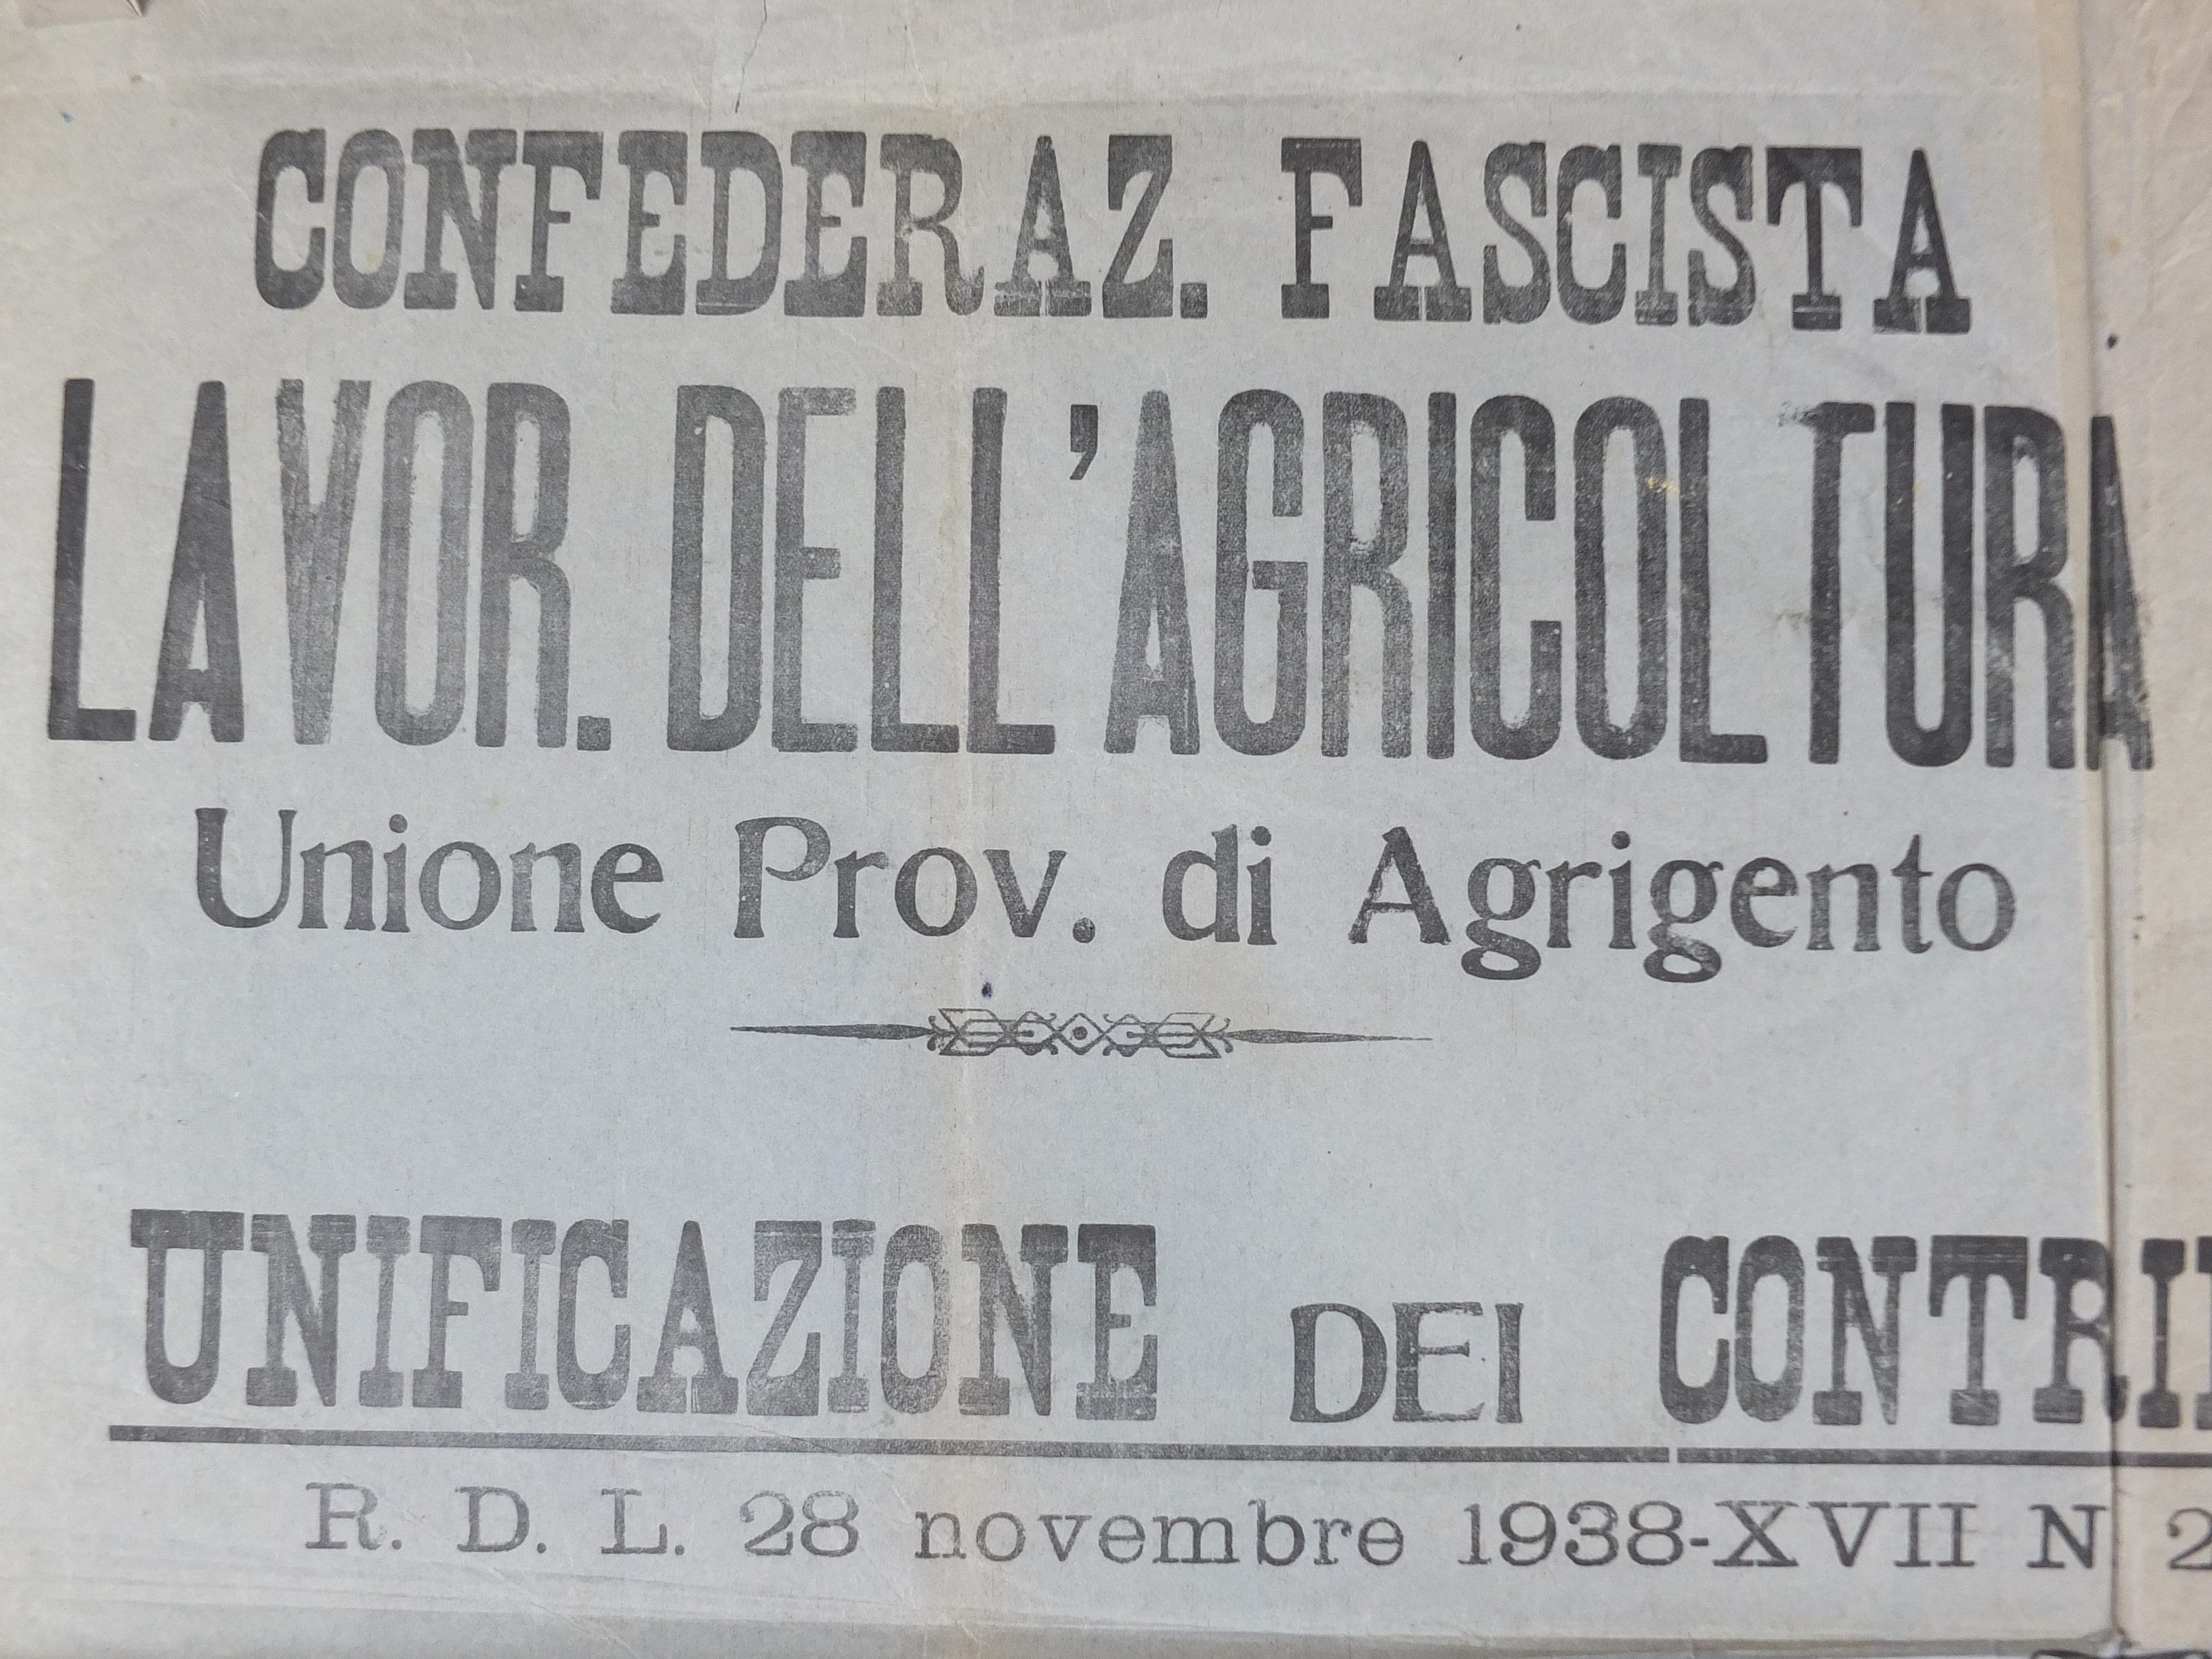 CONFEDERAZ. FASCISTA
LAVOR. DELL'AGRICOLTURA
Unione Prov. di Agrigento
UNIFICAZIONE DEI
R. D. L. 28 novembre 1938-XVII N